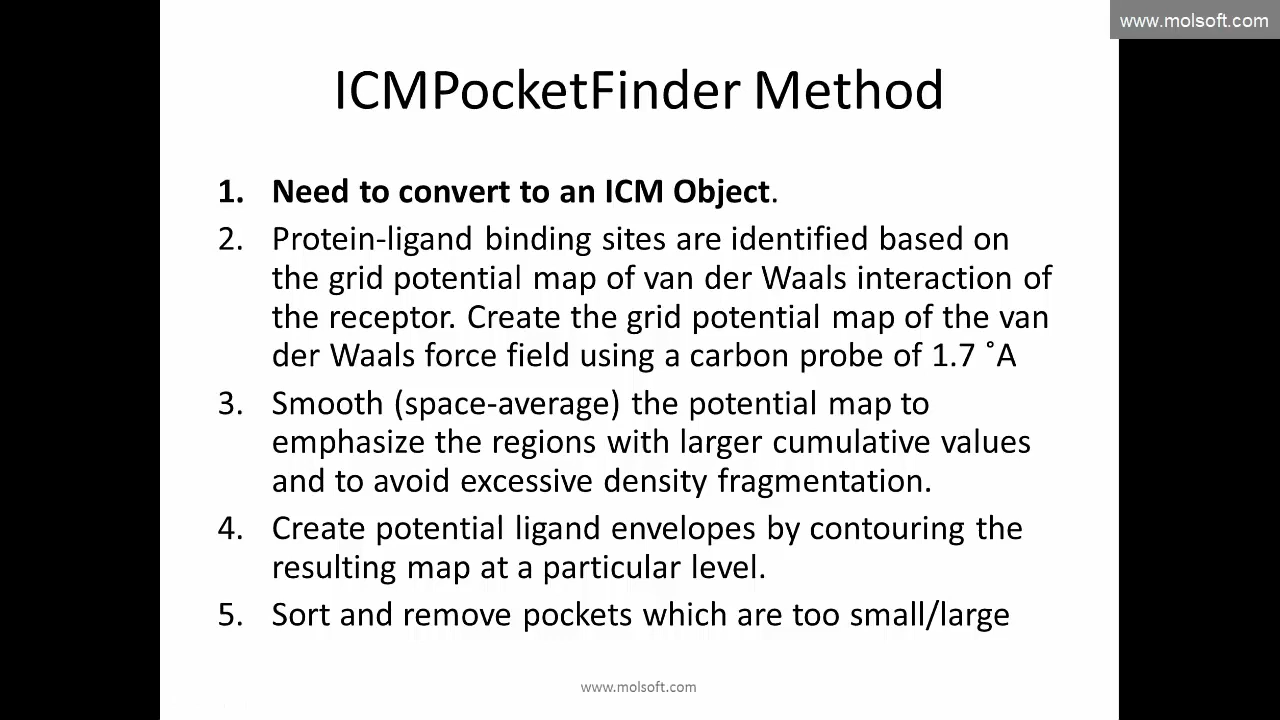 www.molsoft.com
ICMPocketFinder Method
1. Need to convert to an ICM Object.
2. Protein-ligand binding sites are identified based on
the grid potential map of van der Waals interaction of
the receptor. Create the grid potential map of the van
der Waals force field using a carbon probe of 1.7 ˚A
3. Smooth (space-average) the potential map to
emphasize the regions with larger cumulative values
and to avoid excessive density fragmentation.
4. Create potential ligand envelopes by contouring the
resulting map at a particular level.
5. Sort and remove pockets which are too small/large
www.molsoft.com